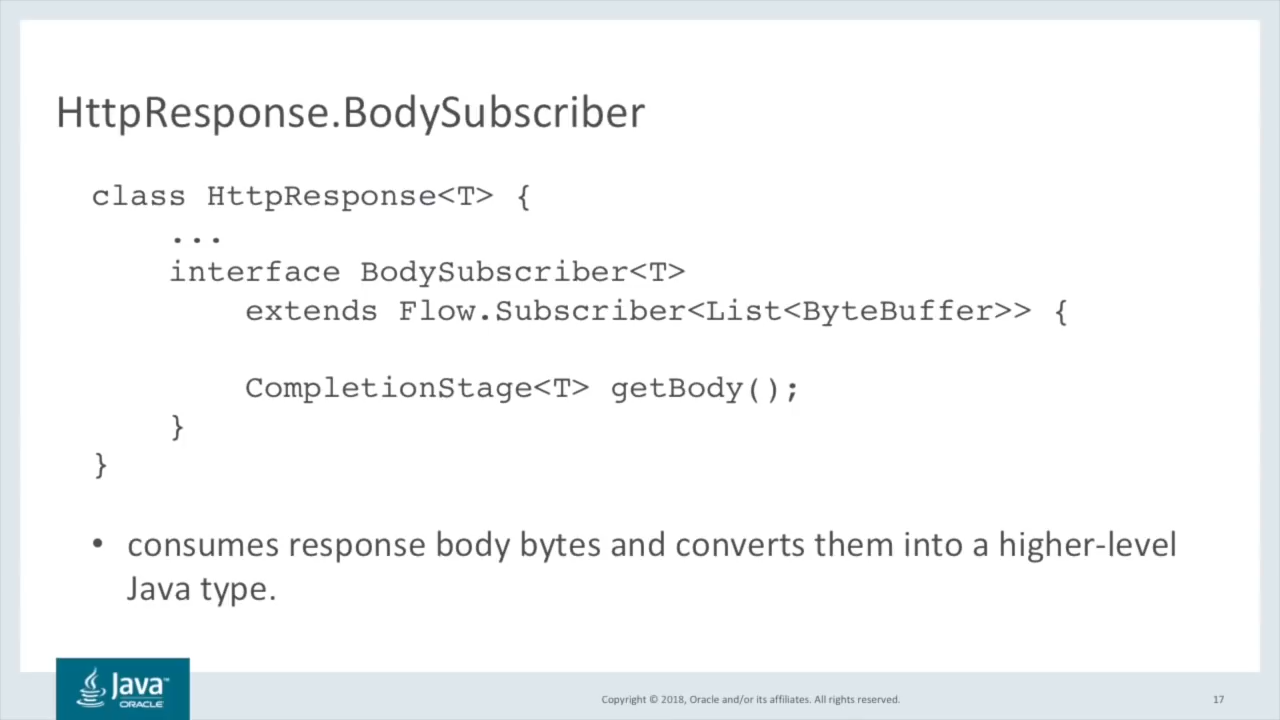 HttpResponse.BodySubscriber
class HttpResponse<T> {
...
interface BodySubscriber<T>
extends Flow.Subscriber<List<ByteBuffer>> {
CompletionStage<T> getBody();
}
}
• consumes response body bytes and converts them into a higher-level
Java type.
Java™
ORACLE
Copyright © 2018, Oracle and/or its affiliates. All rights reserved.
17